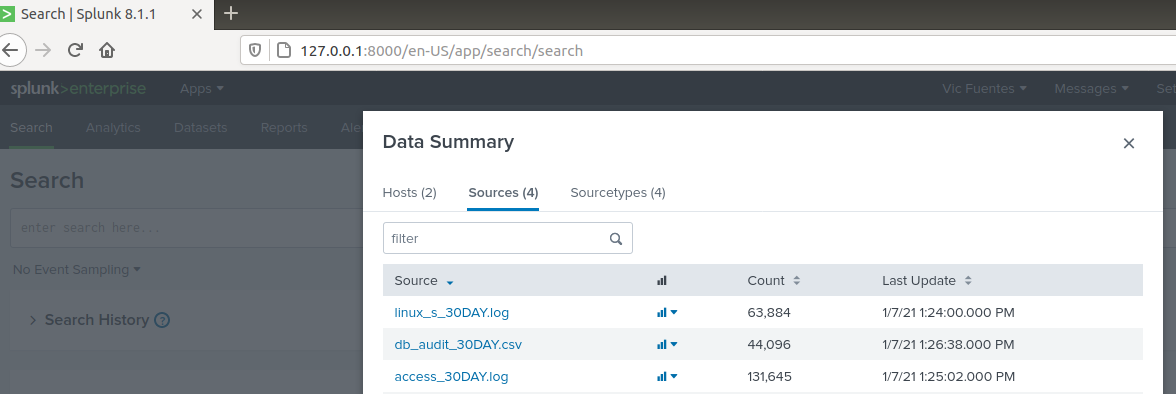 Search | Splunk 8.1.1
127.0.0.1:8000/en-US/app/search/search
splunk>enterprise Apps Vic Fuentes Messages Set
Search Analytics Datasets Reports Ale
Data Summary
Search
Hosts (2) Sources (4) Sourcetypes (4)
enter search here...
filter
No Event Sampling
Source Count Last Update
linux_s_30DAY.log 63,884 1/7/21 1:24:00.000 PM
Search History ?
db_audit_30DAY.csv 44,096 1/7/21 1:26:38.000 PM
access_30DAY.log 131,645 1/7/21 1:25:02.000 PM